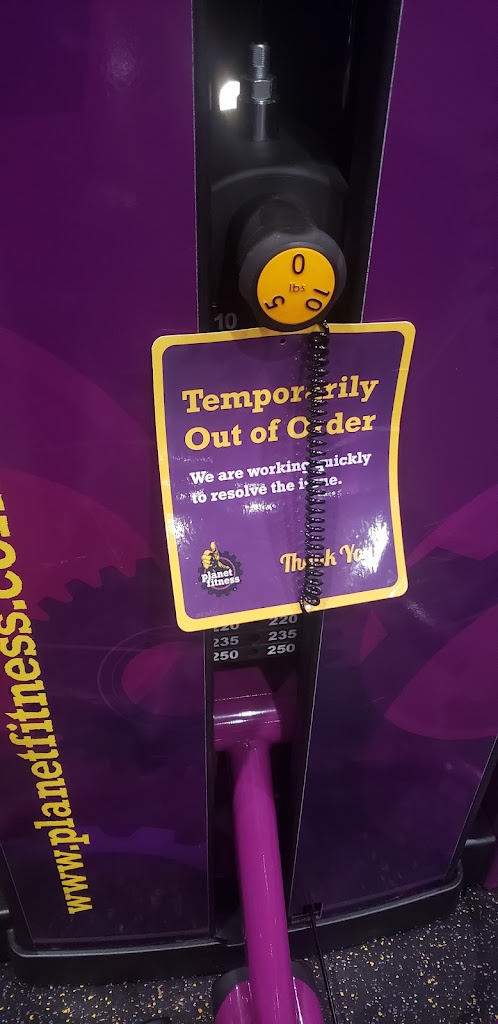 0
lbs
5
10
10
Temporarily
Out of Order
We are working quickly
to resolve the issue.
Thank You
Planet
fitness
220 220
235 235
250 250
www.planetfitness.com